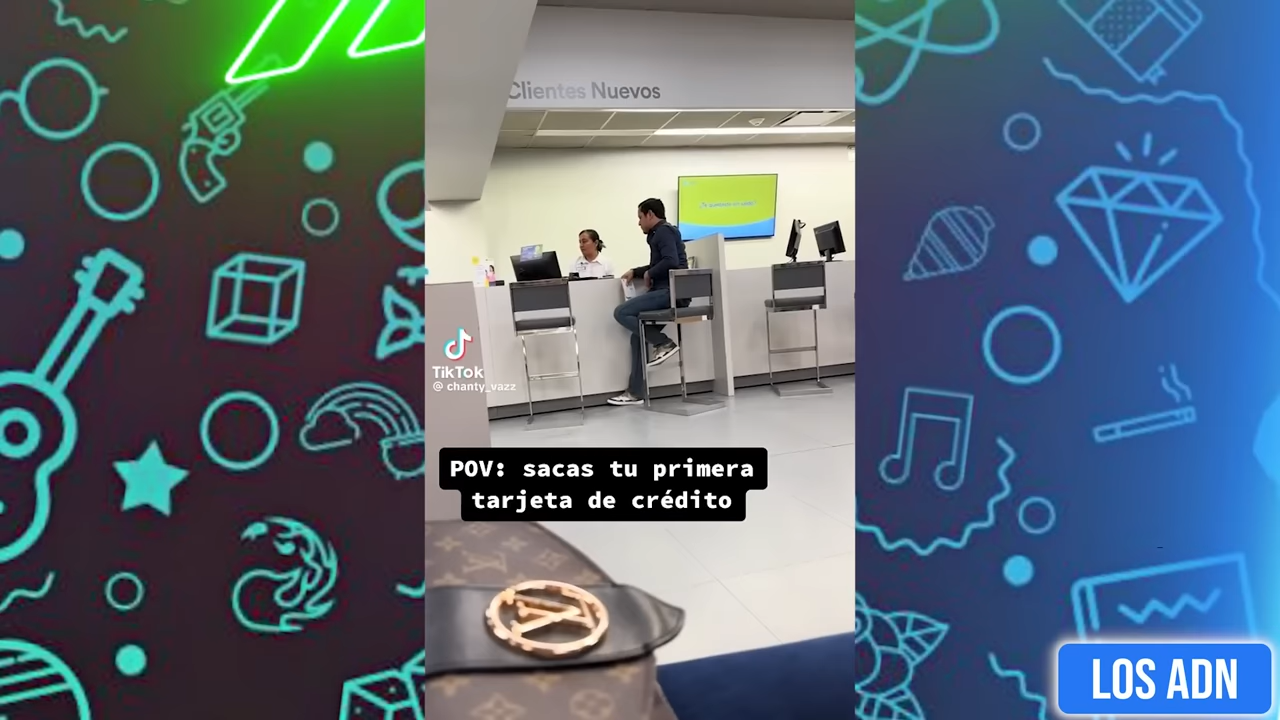 Clientes Nuevos
TikTok
@ chanty_vazz
POV: sacas tu primera
tarjeta de crédito
LOS ADN